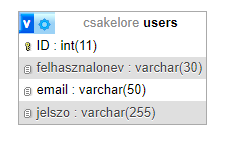 v csakelore users
ID : int(11)
felhasznalonev : varchar(30)
email : varchar(50)
jelszo : varchar(255)